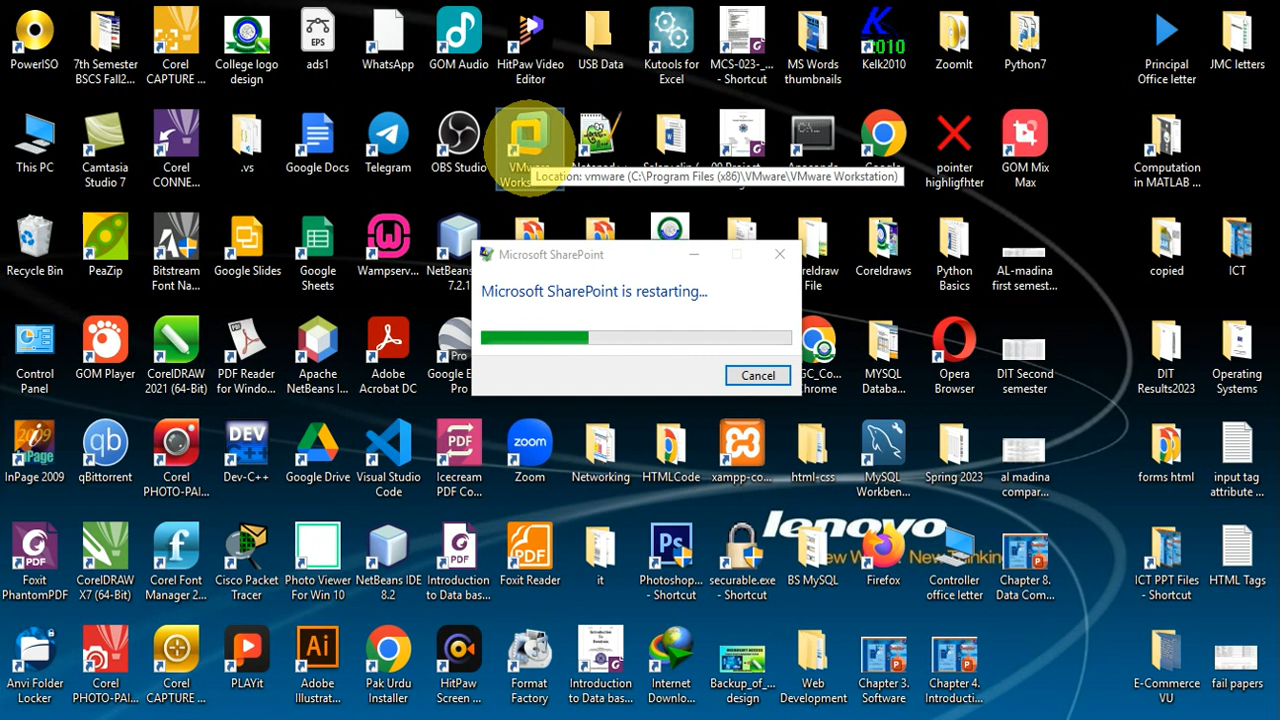 PowerISO
7th Semester
BSCS Fall2...
Corel
CAPTURE ...
College logo
design
EPS
ads1
WhatsApp
GOM Audio
HitPaw Video
Editor
USB Data
Kutools for
Excel
MCS-023-_...
- Shortcut
MS Words
thumbnails
K
2010
Kelk2010
ZoomIt
Python7
Principal
Office letter
JMC letters
This PC
Camtasia
Studio 7
Corel
CONNE...
.vs
Google Docs
Telegram
OBS Studio
VMware
Location: vmware (C:\Program Files (x86)\VMware\VMware Workstation)
pointer
highligfhter
GOM Mix
Max
Computation
in MATLAB ...
Recycle Bin
PeaZip
Bitstream
Font Na...
Google Slides
Google
Sheets
Wampserv...
NetBeans
7.2.1
Microsoft SharePoint
Microsoft SharePoint is restarting...
Cancel
Coreldraw
File
Coreldraws
Python
Basics
AL-madina
first semest...
copied
ICT
Control
Panel
GOM Player
CorelDRAW
2021 (64-Bit)
PDF Reader
for Windo...
Apache
NetBeans I...
Adobe
Acrobat DC
Pro
Google E
Pro
GC_Co...
Chrome
MYSQL
Databa...
Opera
Browser
DIT Second
semester
DIT
Results2023
Operating
Systems
2009
InPage
InPage 2009
qb
qBittorrent
Corel
PHOTO-PAI...
DEV
Dev-C++
Google Drive
Visual Studio
Code
PDF
Icecream
PDF Co...
zoom
Zoom
Networking
HTMLCode
xampp-co...
html-css
MySQL
Workben...
Spring 2023
al madina
compar...
forms html
input tag
attribute ...
lenovo
New Thinking
Foxit
PhantomPDF
CorelDRAW
X7 (64-Bit)
Corel Font
Manager 2...
Cisco Packet
Tracer
Photo Viewer
For Win 10
NetBeans IDE
8.2
Introduction
to Data bas...
PDF
Foxit Reader
it
Ps
Photoshop...
- Shortcut
securable.exe
- Shortcut
BS MySQL
Firefox
Controller
office letter
Chapter 8.
Data Com...
ICT PPT Files
- Shortcut
HTML Tags
Anvi Folder
Locker
Corel
PHOTO-PAI...
Corel
CAPTURE ...
PLAYit
Ai
Adobe
Illustrat...
Pak Urdu
Installer
HitPaw
Screen ...
Format
Factory
Introduction
to Data bas...
Internet
Downlo...
Backup_of_...
design
Web
Development
Chapter 3.
Software
Chapter 4.
Introducti...
E-Commerce
VU
fail papers